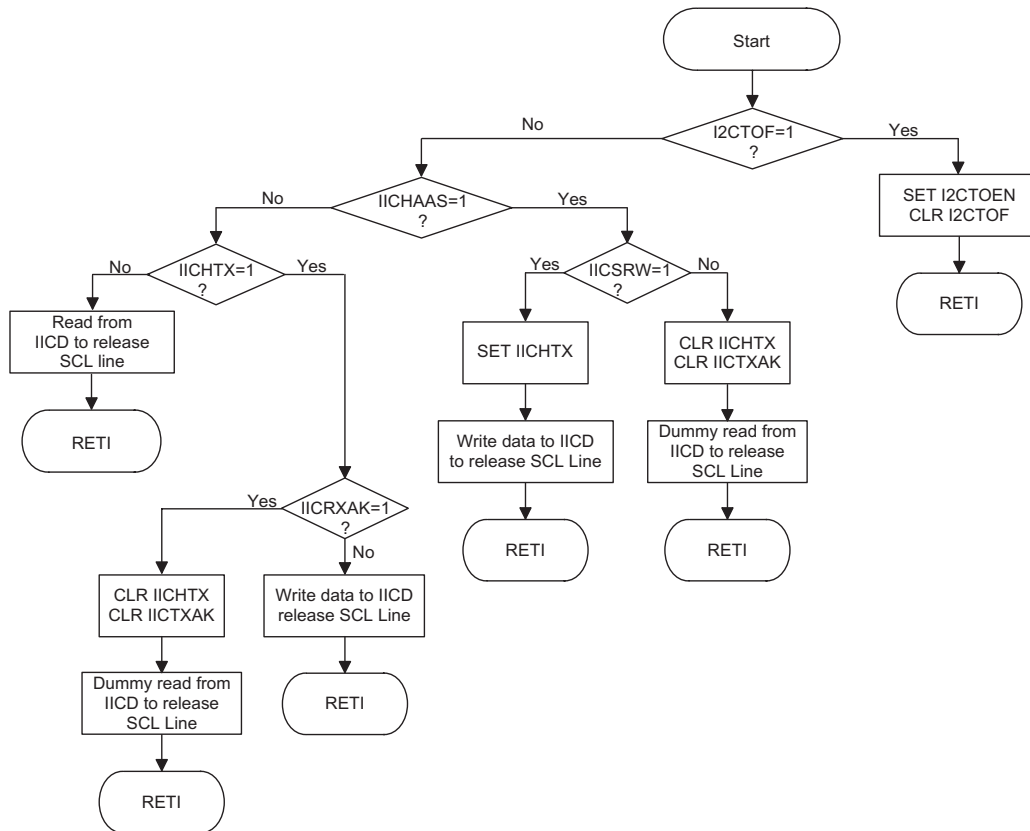 Start
I2CTOF=1
?
No
Yes
SET I2CTOEN
CLR I2CTOF
RETI
IICHAAS=1
?
No
Yes
IICHTX=1
?
No
Yes
Read from
IICD to release
SCL line
RETI
IICSRW=1
?
Yes
No
SET IICHTX
Write data to IICD
to release SCL Line
RETI
CLR IICHTX
CLR IICTXAK
Dummy read from
IICD to release
SCL Line
RETI
IICRXAK=1
?
Yes
No
CLR IICHTX
CLR IICTXAK
Dummy read from
IICD to release
SCL Line
RETI
Write data to IICD
release SCL Line
RETI